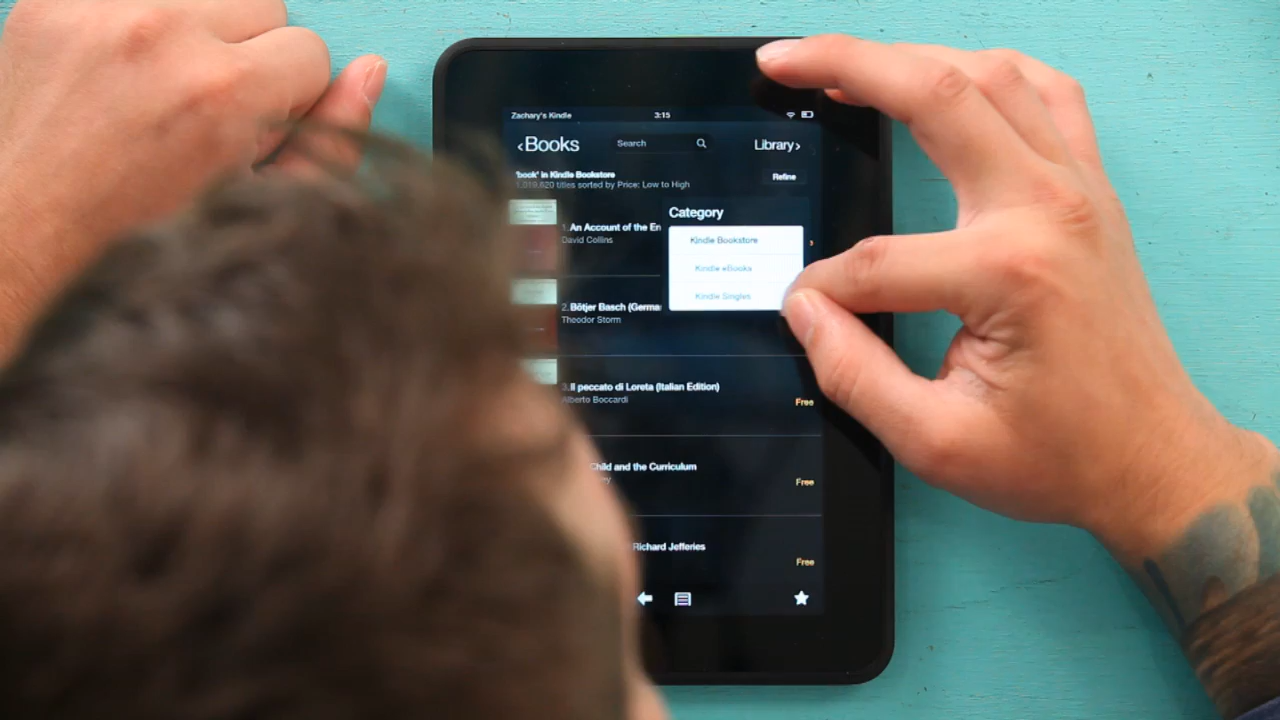 Zachary's Kindle 3:15
‹Books Search Library›
'book' in Kindle Bookstore
1,019,620 titles sorted by Price: Low to High
Refine
Category
Kindle Bookstore
Kindle eBooks
Kindle Singles
1. An Account of the En
David Collins
2. Bötjer Basch (Germa
Theodor Storm
3. Il peccato di Loreta (Italian Edition)
Alberto Boccardi
Free
Child and the Curriculum
Free
Richard Jefferies
Free